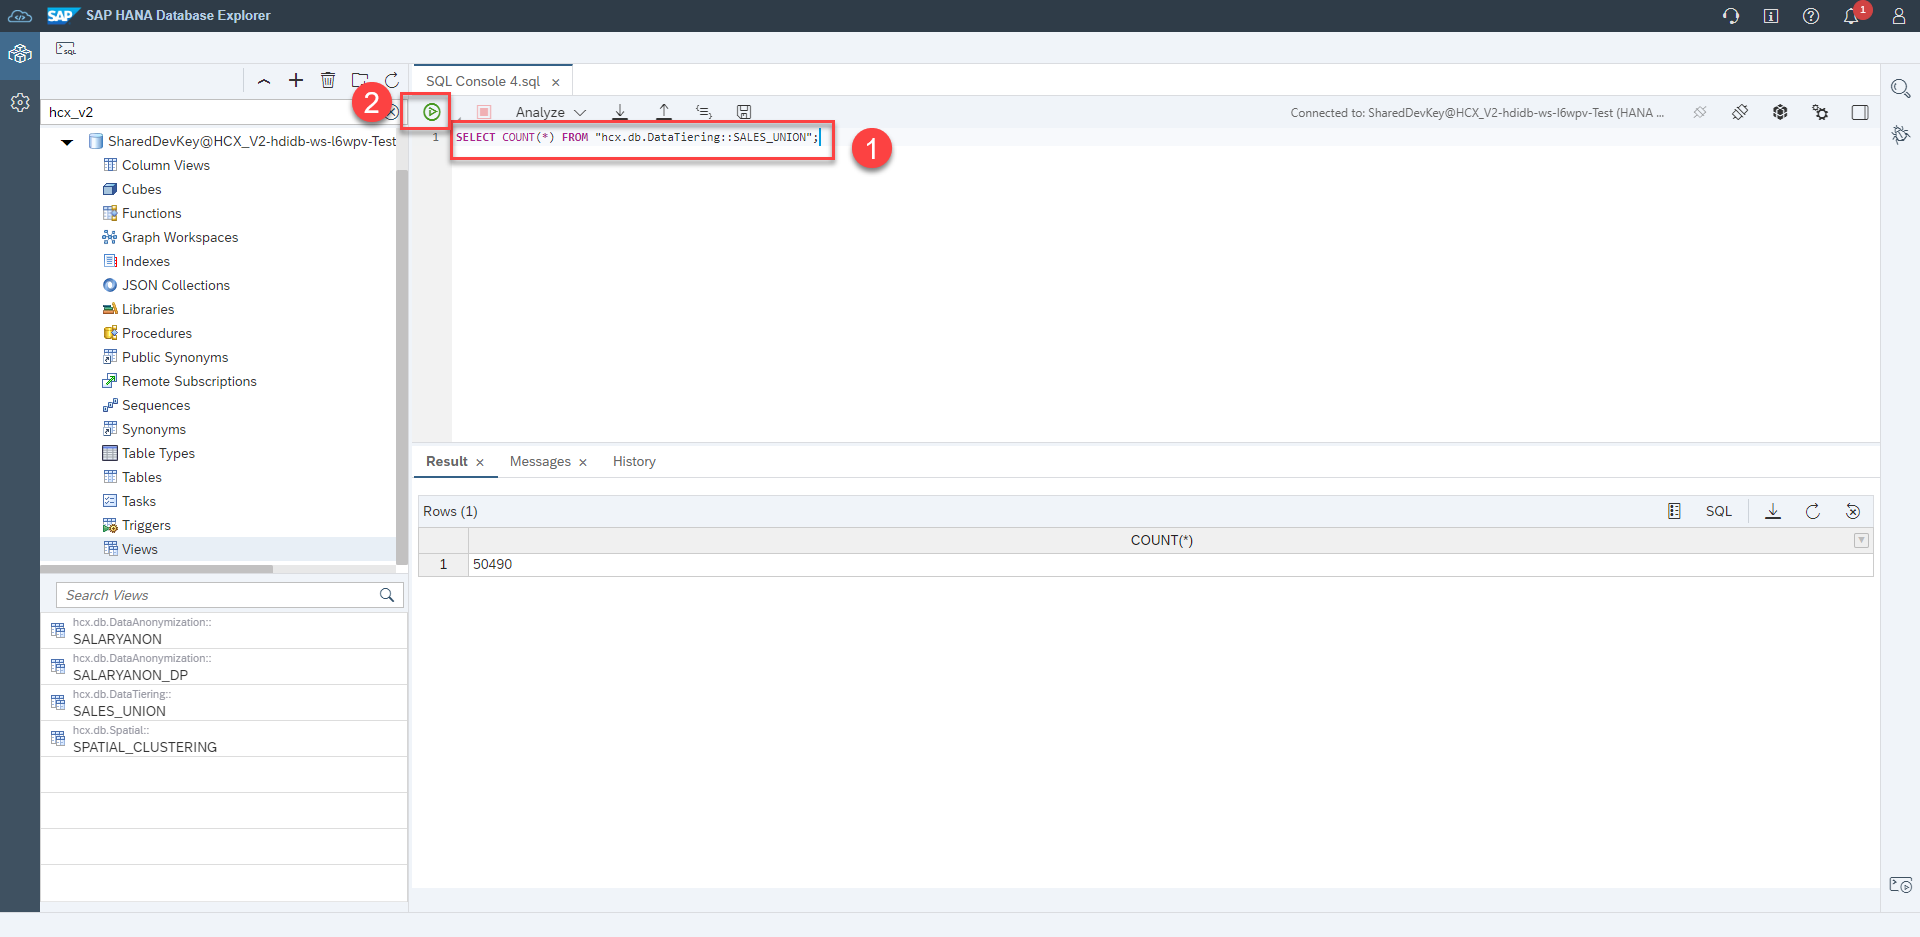 SAP SAP HANA Database Explorer
1
SQL
SQL Console 4.sql
hcx_v2
2
Analyze
Connected to: SharedDevKey@HCX_V2-hdidb-ws-l6wpv-Test (HANA ...
1 SELECT COUNT(*) FROM "hcx.db.DataTiering::SALES_UNION";
1
SharedDevKey@HCX_V2-hdidb-ws-l6wpv-Test
Column Views
Cubes
Functions
Graph Workspaces
Indexes
JSON Collections
Libraries
Procedures
Public Synonyms
Remote Subscriptions
Sequences
Synonyms
Table Types
Tables
Tasks
Triggers
Views
Search Views
hcx.db.DataAnonymization::
SALARYANON
hcx.db.DataAnonymization::
SALARYANON_DP
hcx.db.DataTiering::
SALES_UNION
hcx.db.Spatial::
SPATIAL_CLUSTERING
Result Messages History
Rows (1)
SQL
COUNT(*)
1 50490